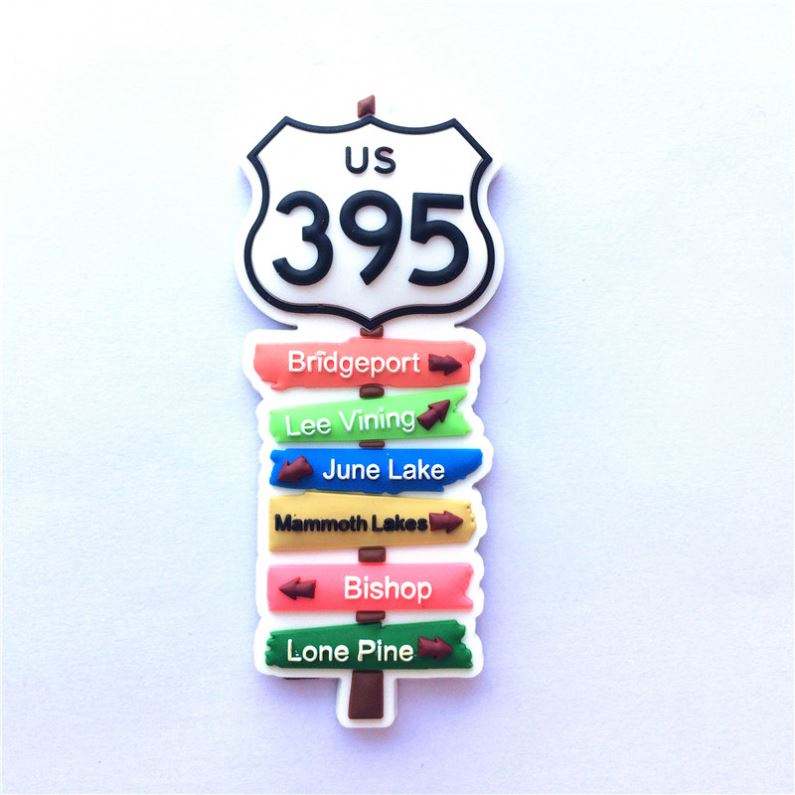 US
395
Bridgeport
Lee Vining
June Lake
Mammoth Lakes
Bishop
Lone Pine